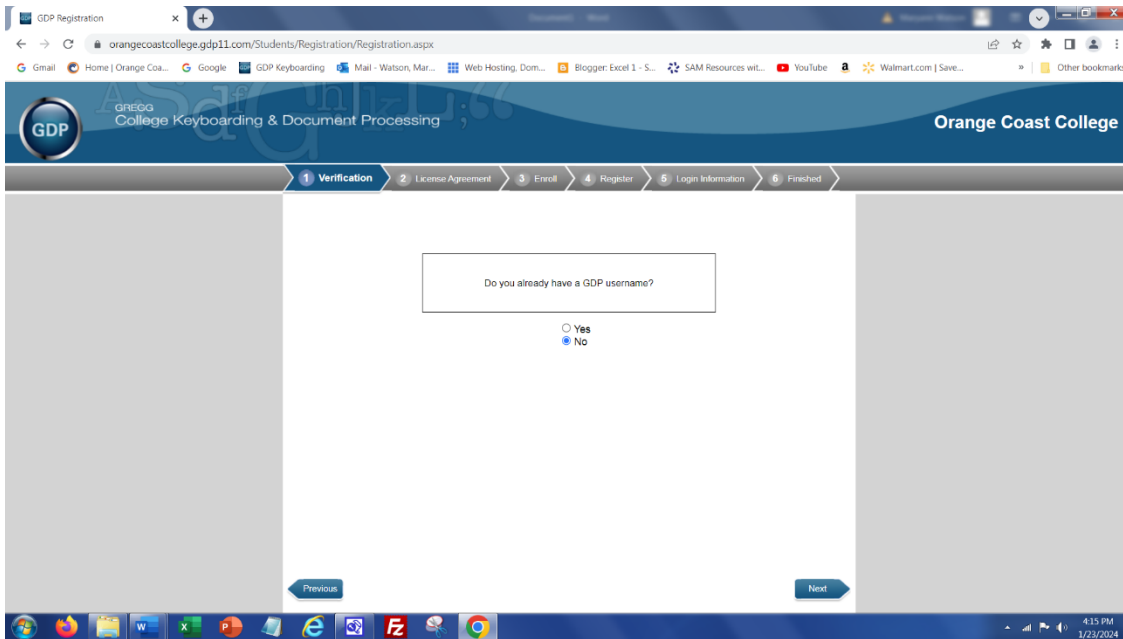 GDP Registration
orangecoastcollege.gdp11.com/Students/Registration/Registration.aspx
Gmail Home | Orange Coa... Google GDP Keyboarding Mail - Watson, Mar... Web Hosting, Dom... Blogger: Excel 1 - S... SAM Resources wit... YouTube Walmart.com | Save... » Other bookmark
GDP
GREGG
College Keyboarding & Document Processing
Orange Coast College
1 Verification 2 License Agreement 3 Enroll 4 Register 5 Login Information 6 Finished
Do you already have a GDP username?
Yes
No
Previous Next
4:15 PM
1/23/2024